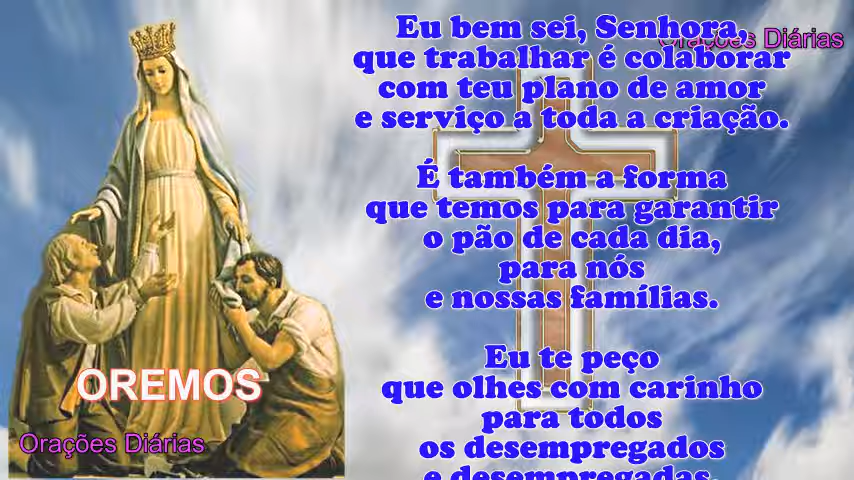 Eu bem sei, Senhora,
Orações Diárias
que trabalhar é colaborar
com teu plano de amor
e serviço a toda a criação.
É também a forma
que temos para garantir
o pão de cada dia,
para nós
e nossas famílias.
Eu te peço
que olhes com carinho
para todos
os desempregados
e desempregadas.
OREMOS
Orações Diárias